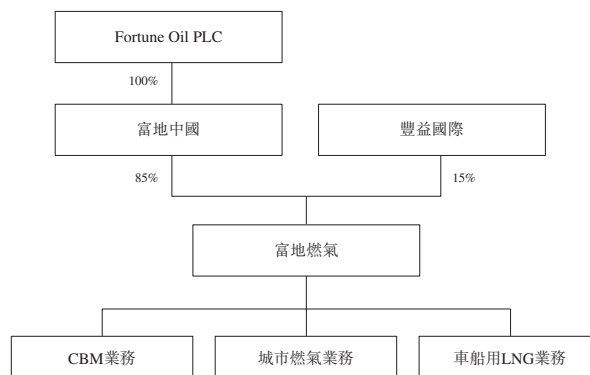 Fortune Oil PLC
100%
富地中國
豐益國際
85%
15%
富地燃氣
CBM業務
城市燃氣業務
車船用LNG業務